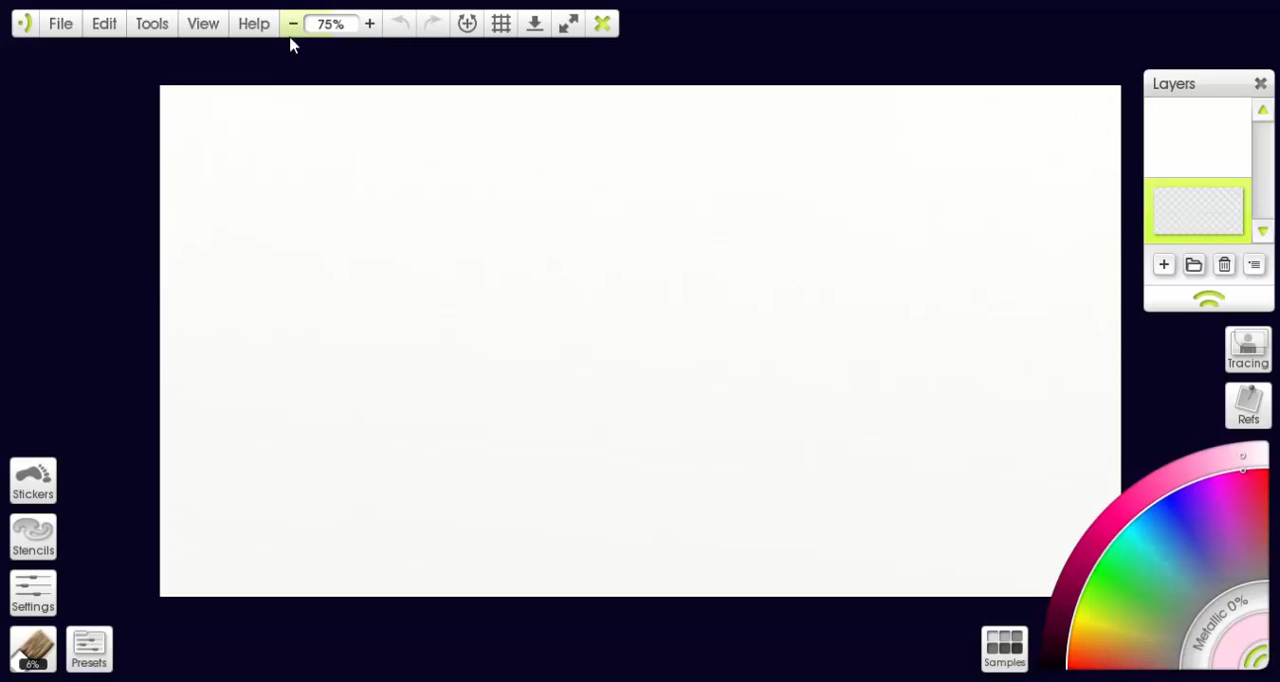 File Edit Tools View Help − 75% +
Layers
Tracing
Refs
Stickers
Stencils
Settings
6%
Presets
Samples
Metallic 0%